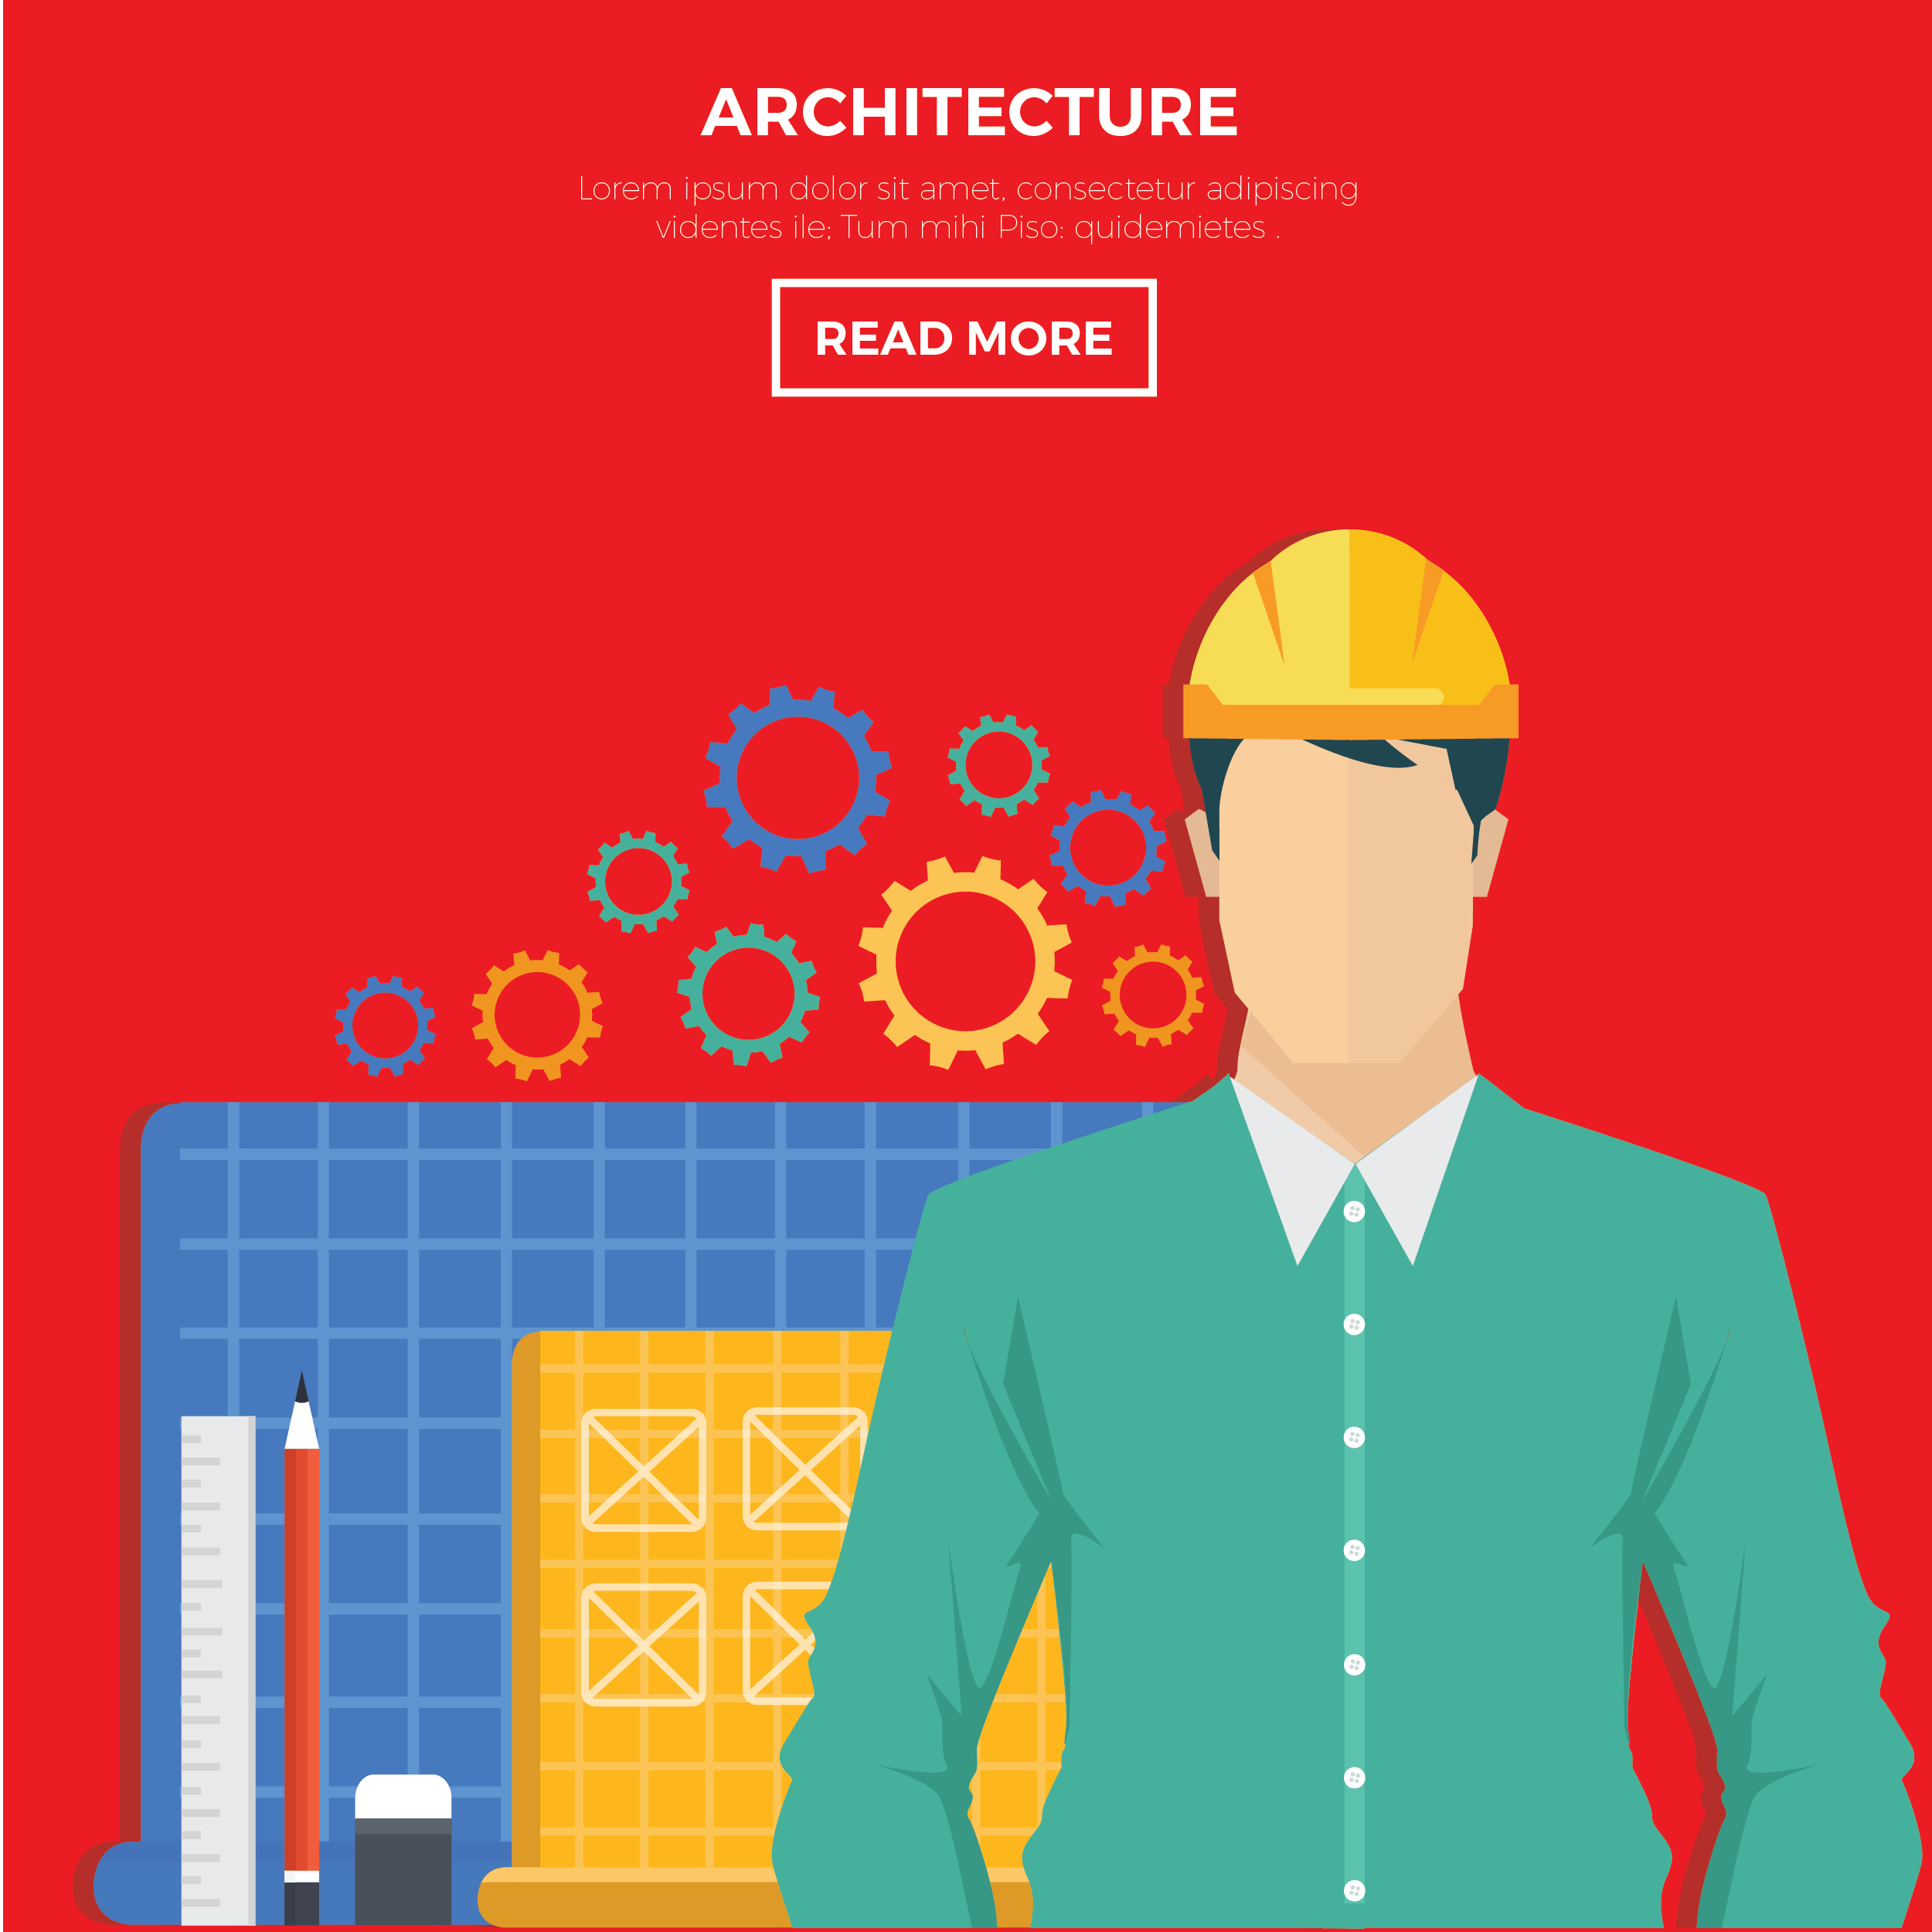 ARCHITECTURE
Lorem ipsum dolor sit amet, consectetur adipiscing
videntes ile; Tum mihi Piso: quidemietes .
READ MORE